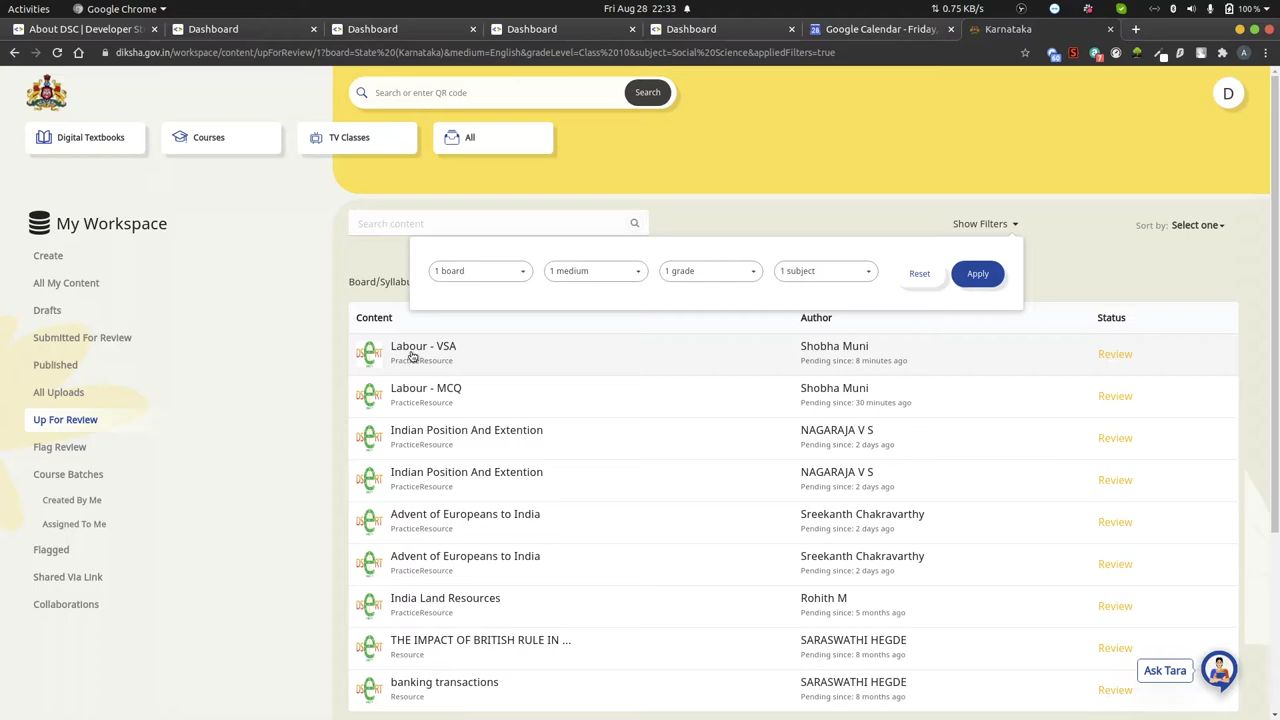 Activities Google Chrome Fri Aug 28 22:33 0.75 KB/s 100 %
About DSC | Developer St Dashboard Dashboard Dashboard Dashboard Google Calendar - Friday, Karnataka
diksha.gov.in/workspace/content/upForReview/1?board=State%20(Karnataka)&medium=English&gradeLevel=Class%2010&subject=Social%20Science&appliedFilters=true
Search or enter QR code Search D
Digital Textbooks Courses TV Classes All
My Workspace
Search content Show Filters Sort by: Select one
Create
1 board 1 medium 1 grade 1 subject Reset Apply
All My Content
Board/Syllabu
Drafts
Content Author Status
Submitted For Review
Labour - VSA Shobha Muni
PracticeResource Pending since: 8 minutes ago Review
Published
Labour - MCQ Shobha Muni
PracticeResource Pending since: 30 minutes ago Review
All Uploads
Up For Review
Indian Position And Extention NAGARAJA V S
PracticeResource Pending since: 2 days ago Review
Flag Review
Indian Position And Extention NAGARAJA V S
PracticeResource Pending since: 2 days ago Review
Course Batches
Created By Me
Advent of Europeans to India Sreekanth Chakravarthy
PracticeResource Pending since: 2 days ago Review
Assigned To Me
Flagged
Advent of Europeans to India Sreekanth Chakravarthy
PracticeResource Pending since: 2 days ago Review
Shared Via Link
India Land Resources Rohith M
PracticeResource Pending since: 5 months ago Review
Collaborations
THE IMPACT OF BRITISH RULE IN ... SARASWATHI HEGDE
Resource Pending since: 8 months ago Review
banking transactions SARASWATHI HEGDE
Resource Pending since: 8 months ago Review
Ask Tara